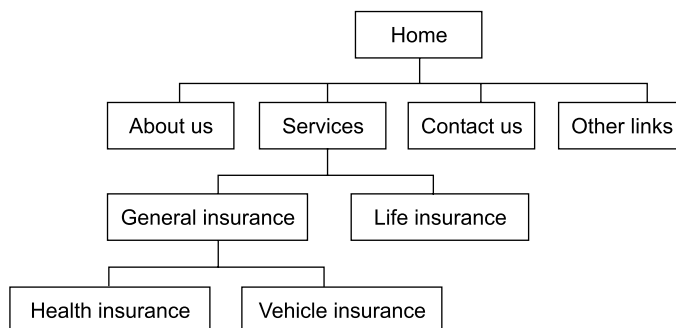 Home
About us
Services
Contact us
Other links
General insurance
Life insurance
Health insurance
Vehicle insurance